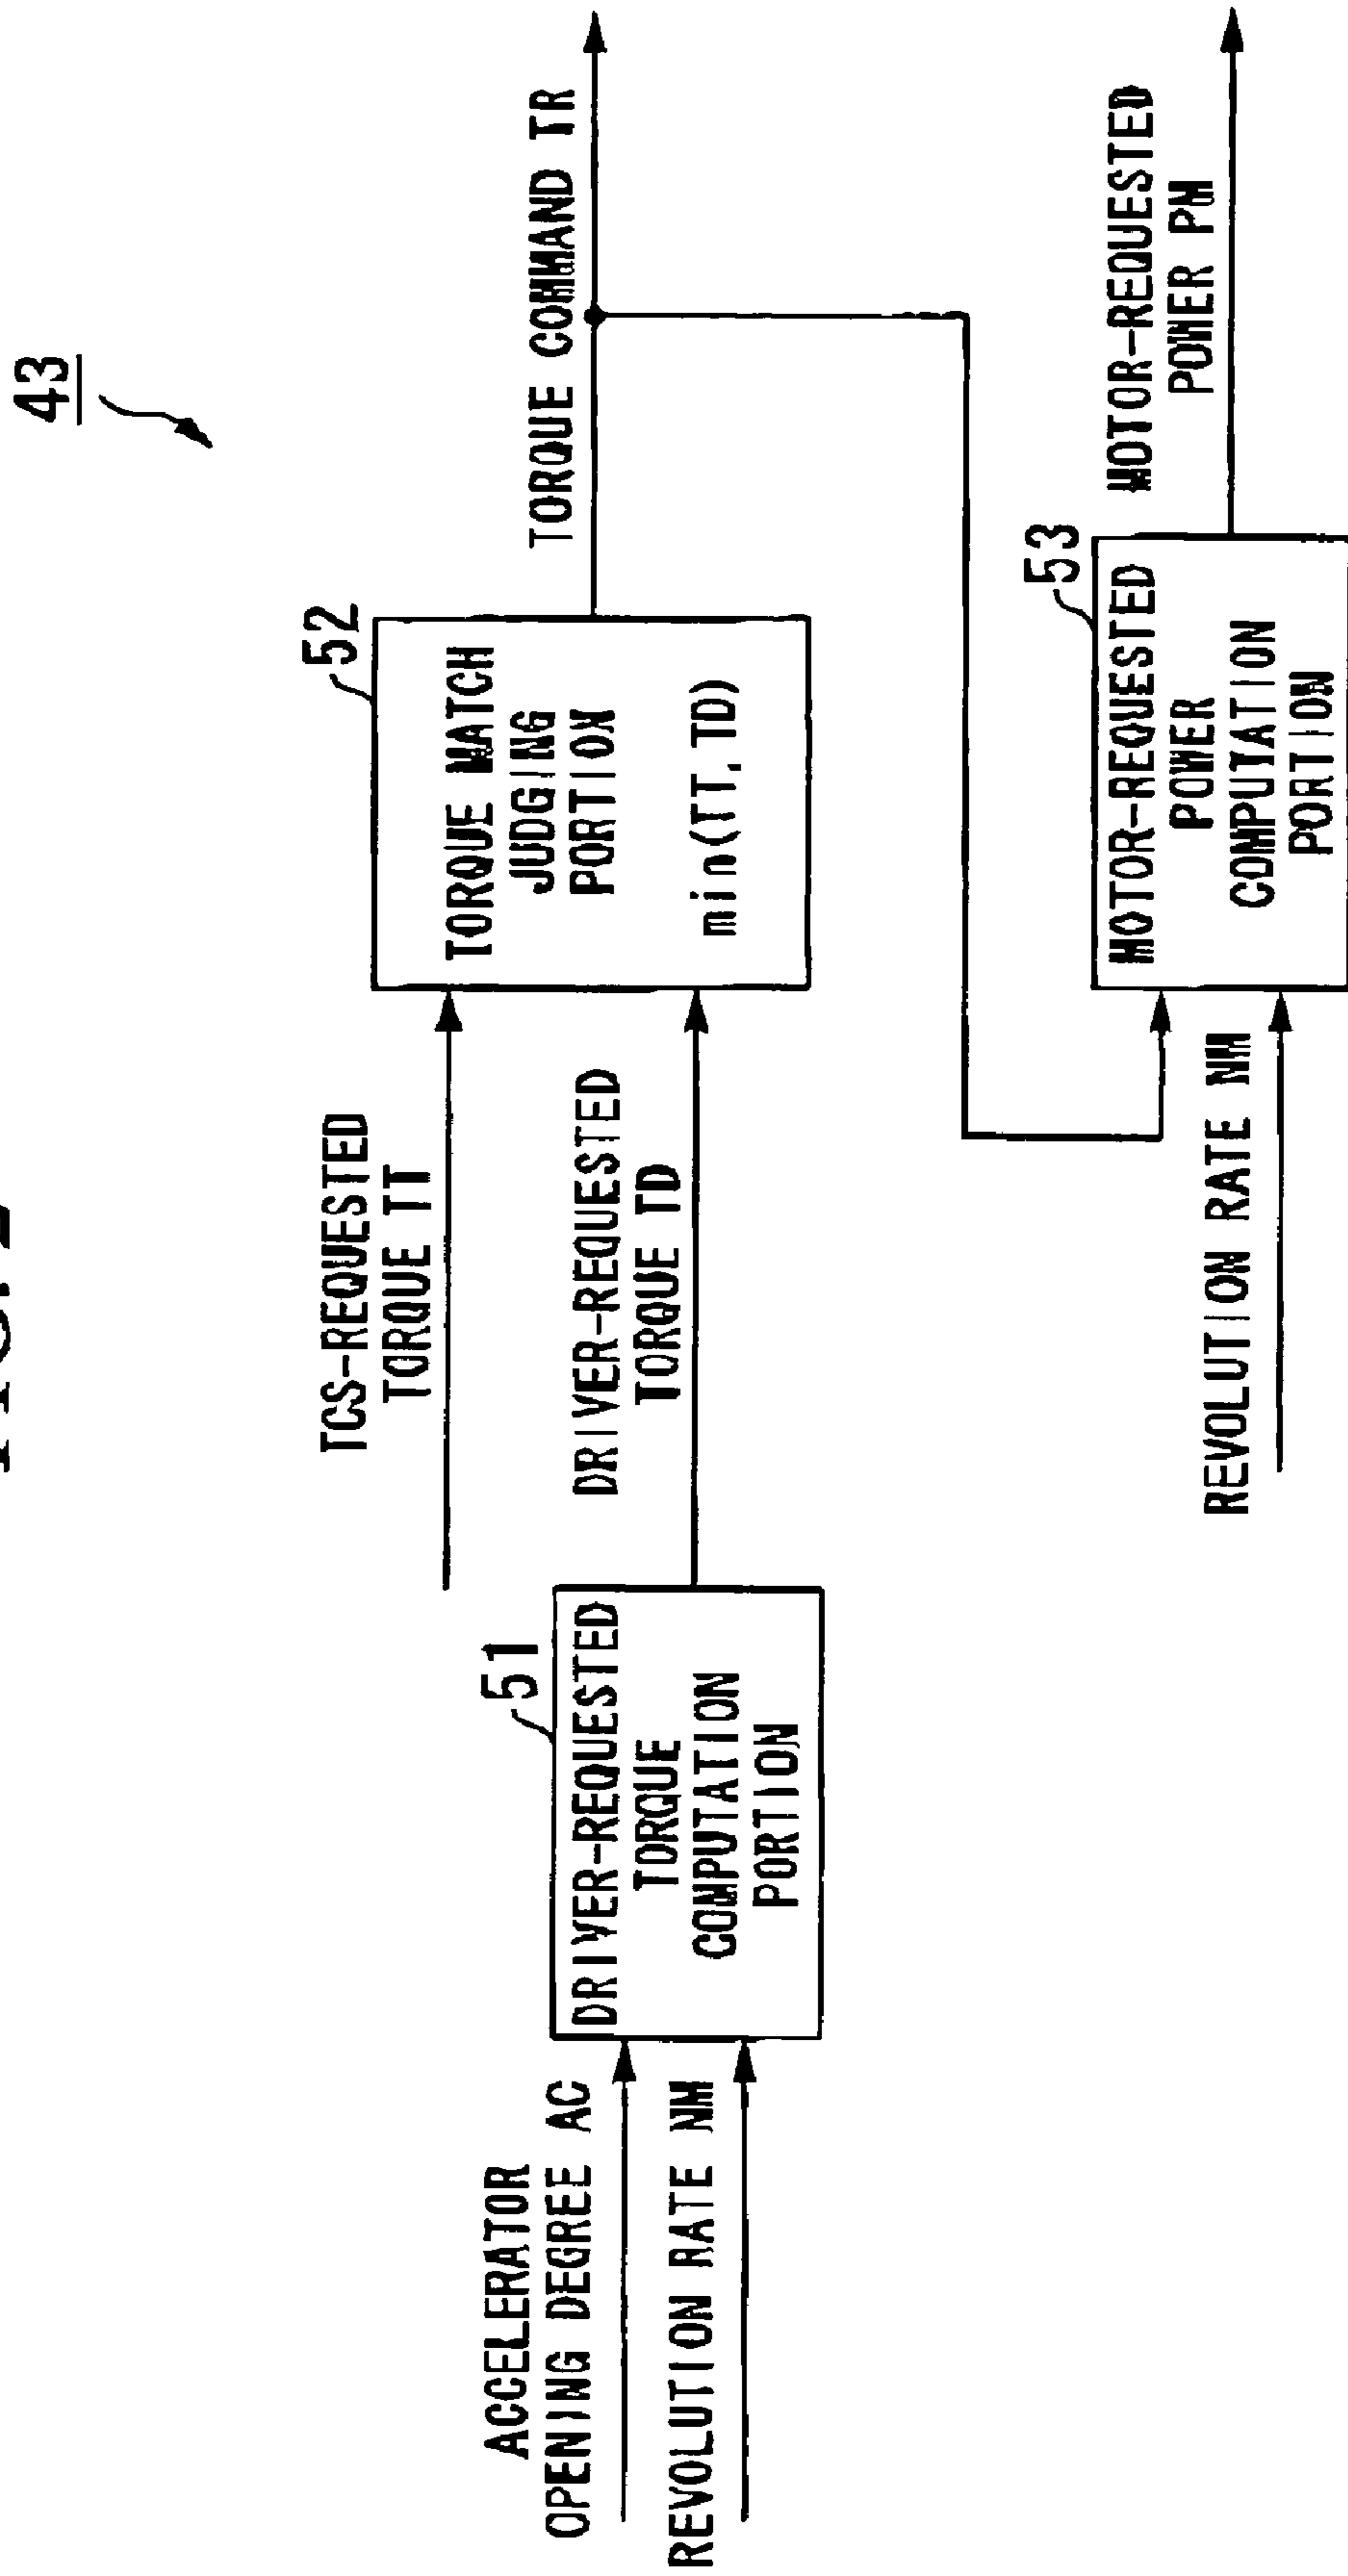 43
TCS-REQUESTED
TORQUE TT
52
TORQUE MATCH
JUDGING
PORTION
min(TT, TD)
TORQUE COMMAND TR
ACCELERATOR
OPENING DEGREE AC
REVOLUTION RATE NM
51
DRIVER-REQUESTED
TORQUE
COMPUTATION
PORTION
DRIVER-REQUESTED
TORQUE TD
REVOLUTION RATE NM
53
MOTOR-REQUESTED
POWER
COMPUTATION
PORTION
MOTOR-REQUESTED
POWER PM